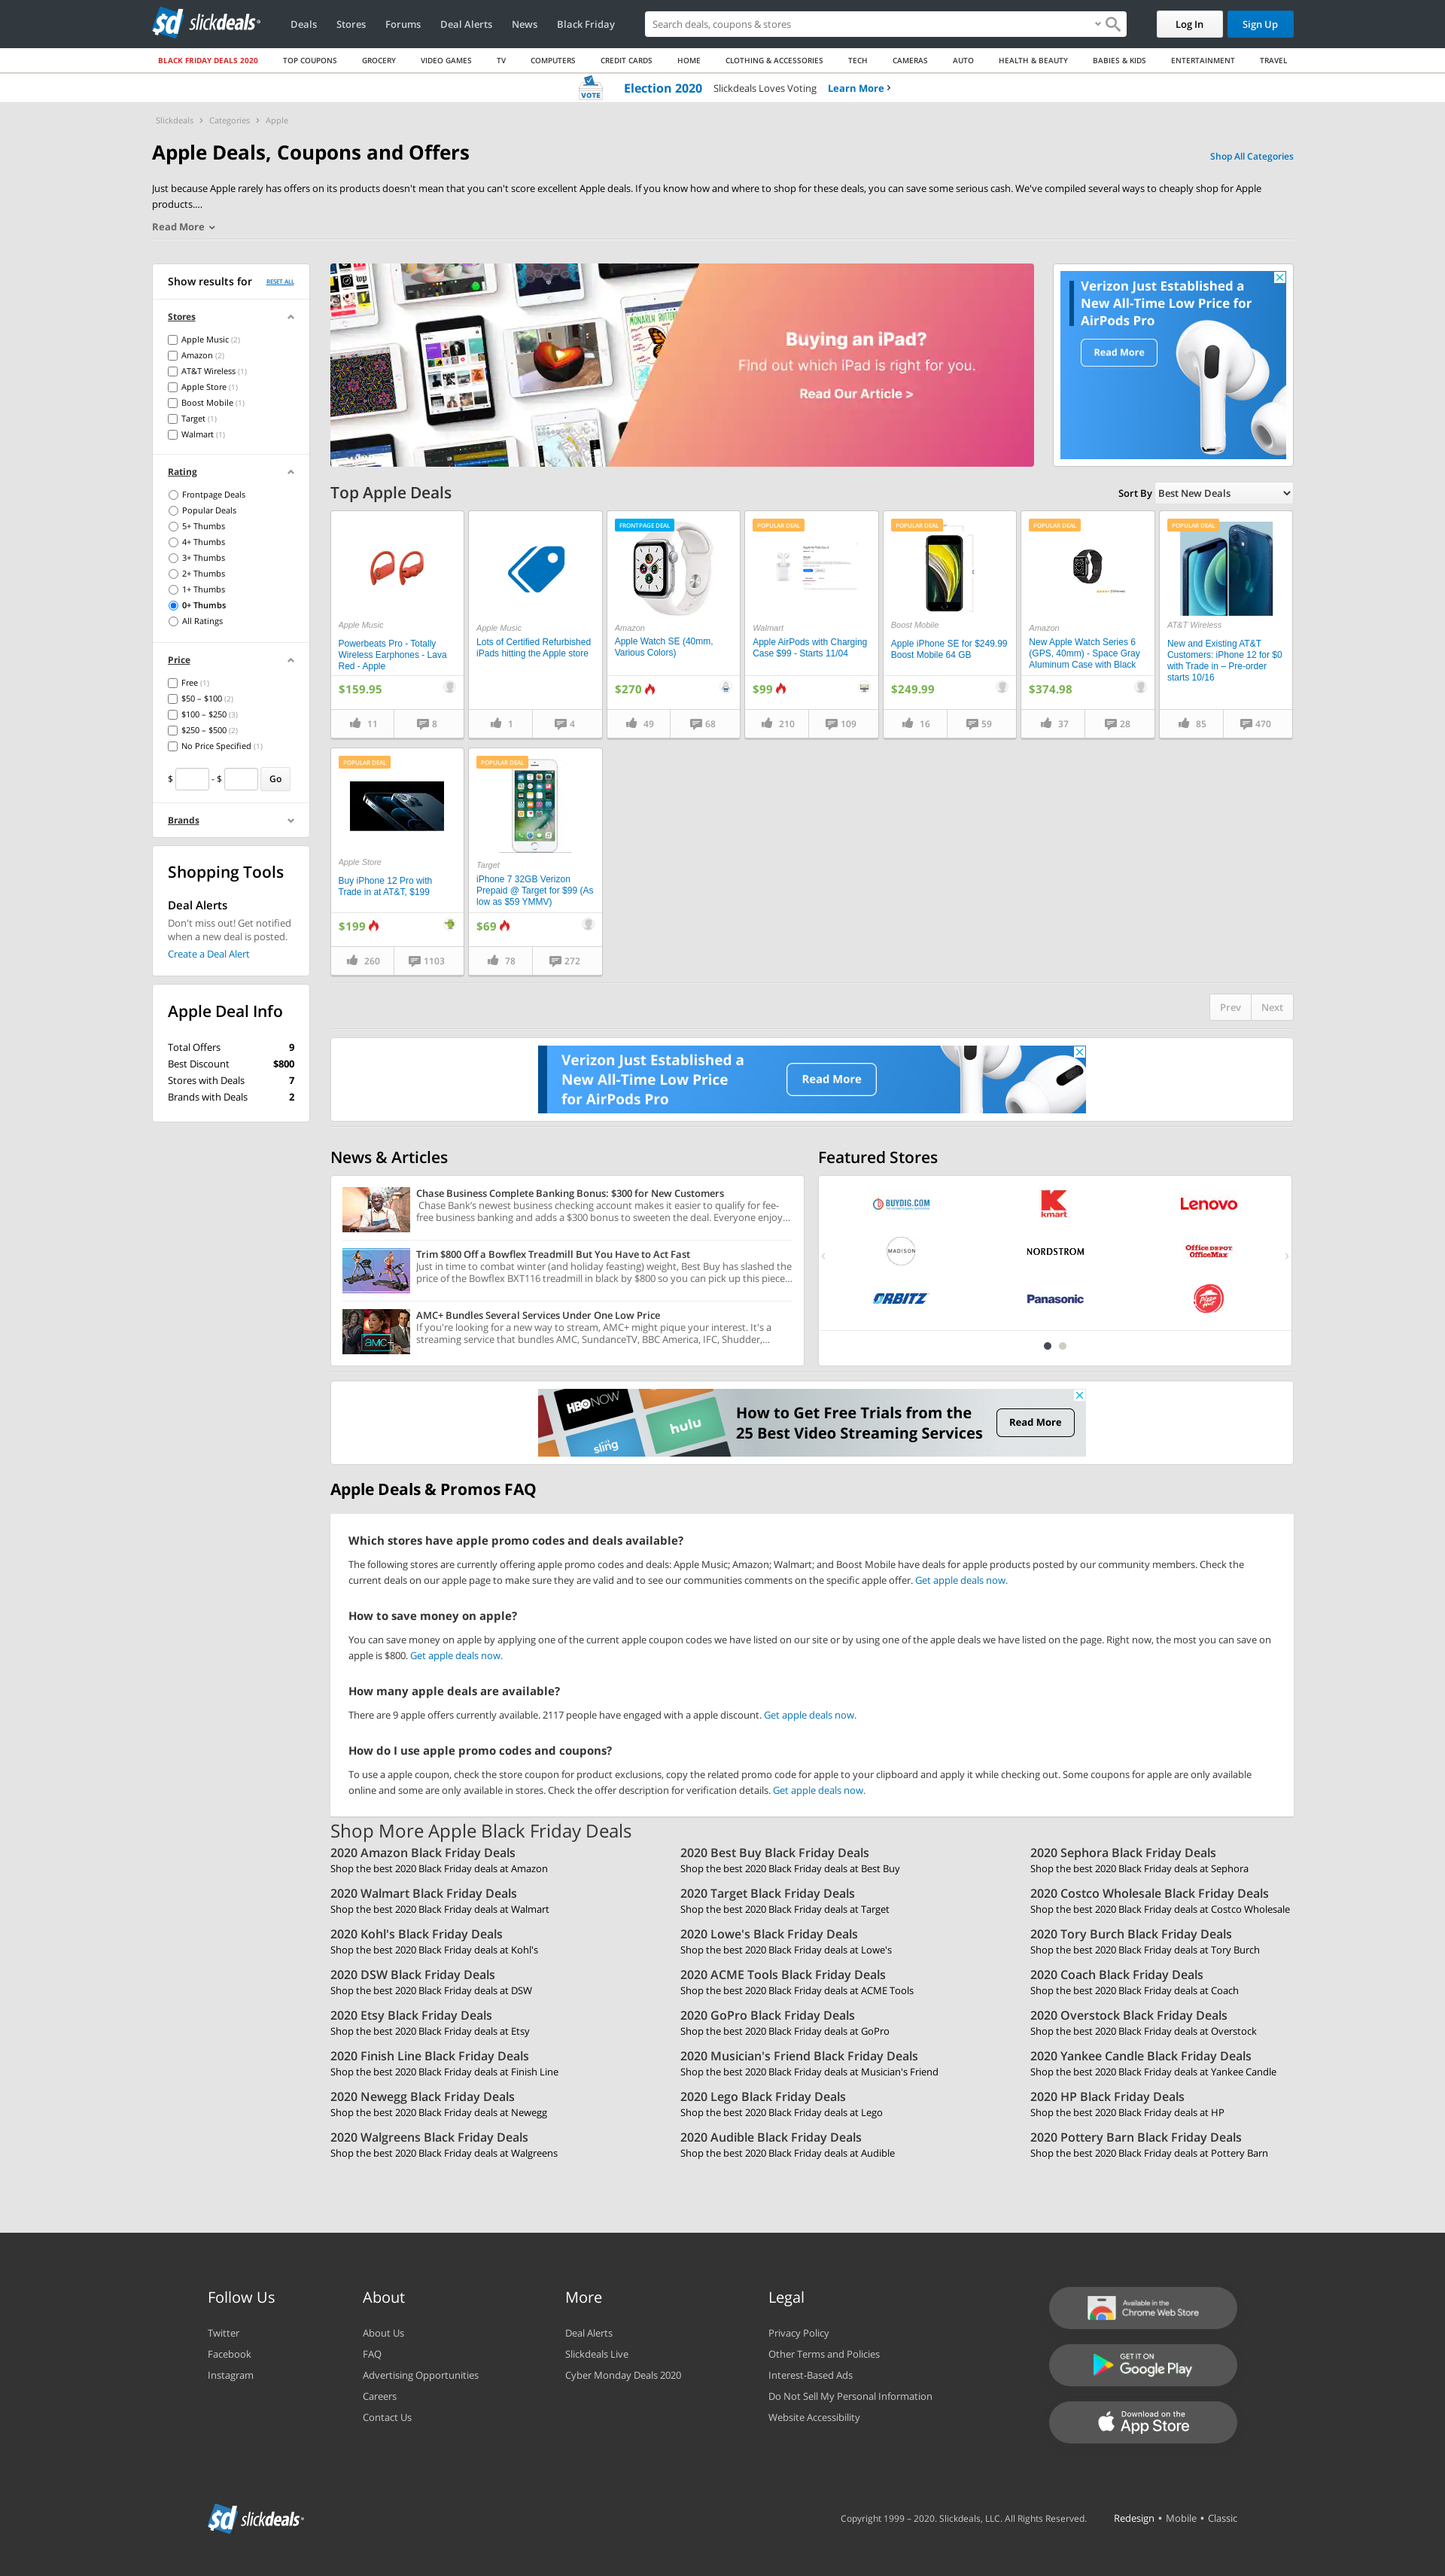 slickdeals
Deals
Stores
Forums
Deal Alerts
News
Black Friday
Search deals, coupons & stores
Log In
Sign Up
BLACK FRIDAY DEALS 2020
TOP COUPONS
GROCERY
VIDEO GAMES
TV
COMPUTERS
CREDIT CARDS
HOME
CLOTHING & ACCESSORIES
TECH
CAMERAS
AUTO
HEALTH & BEAUTY
BABIES & KIDS
ENTERTAINMENT
TRAVEL
VOTE
Election 2020 Slickdeals Loves Voting Learn More
Slickdeals > Categories > Apple
Apple Deals, Coupons and Offers
Shop All Categories
Just because Apple rarely has offers on its products doesn't mean that you can't score excellent Apple deals. If you know how and where to shop for these deals, you can save some serious cash. We've compiled several ways to cheaply shop for Apple
products....
Read More
Show results for
RESET ALL
Stores
Apple Music (2)
Amazon (2)
AT&T Wireless (1)
Apple Store (1)
Boost Mobile (1)
Target (1)
Walmart (1)
Rating
Frontpage Deals
Popular Deals
5+ Thumbs
4+ Thumbs
3+ Thumbs
2+ Thumbs
1+ Thumbs
0+ Thumbs
All Ratings
Price
Free (1)
$50 – $100 (2)
$100 – $250 (3)
$250 – $500 (2)
No Price Specified (1)
$ - $ Go
Brands
Shopping Tools
Deal Alerts
Don't miss out! Get notified
when a new deal is posted.
Create a Deal Alert
Apple Deal Info
Total Offers 9
Best Discount $800
Stores with Deals 7
Brands with Deals 2
Buying an iPad?
Find out which iPad is right for you.
Read Our Article >
Verizon Just Established a
New All-Time Low Price for
AirPods Pro
Read More
Top Apple Deals
Sort By Best New Deals
Apple Music
Powerbeats Pro - Totally
Wireless Earphones - Lava
Red - Apple
$159.95
11 8
Apple Music
Lots of Certified Refurbished
iPads hitting the Apple store
1 4
FRONTPAGE DEAL
Amazon
Apple Watch SE (40mm,
Various Colors)
$270
49 68
POPULAR DEAL
Walmart
Apple AirPods with Charging
Case $99 - Starts 11/04
$99
210 109
POPULAR DEAL
Boost Mobile
Apple iPhone SE for $249.99
Boost Mobile 64 GB
$249.99
16 59
POPULAR DEAL
Amazon
New Apple Watch Series 6
(GPS, 40mm) - Space Gray
Aluminum Case with Black
$374.98
37 28
POPULAR DEAL
AT&T Wireless
New and Existing AT&T
Customers: iPhone 12 for $0
with Trade in – Pre-order
starts 10/16
85 470
POPULAR DEAL
Apple Store
Buy iPhone 12 Pro with
Trade in at AT&T, $199
$199
260 1103
POPULAR DEAL
Target
iPhone 7 32GB Verizon
Prepaid @ Target for $99 (As
low as $59 YMMV)
$69
78 272
Prev Next
Verizon Just Established a
New All-Time Low Price
for AirPods Pro
Read More
News & Articles
Chase Business Complete Banking Bonus: $300 for New Customers
Chase Bank's newest business checking account makes it easier to qualify for fee-
free business banking and adds a $300 bonus to sweeten the deal. Everyone enjoy...
Trim $800 Off a Bowflex Treadmill But You Have to Act Fast
Just in time to combat winter (and holiday feasting) weight, Best Buy has slashed the
price of the Bowflex BXT116 treadmill in black by $800 so you can pick up this piece...
AMC+
AMC+ Bundles Several Services Under One Low Price
If you're looking for a new way to stream, AMC+ might pique your interest. It's a
streaming service that bundles AMC, SundanceTV, BBC America, IFC, Shudder,...
Featured Stores
BUYDIG.COM
Kmart
Lenovo
MADISON
NORDSTROM
Office DEPOT
OfficeMax
ORBITZ
Panasonic
Pizza Hut
HBO NOW
hulu
sling
How to Get Free Trials from the
25 Best Video Streaming Services
Read More
Apple Deals & Promos FAQ
Which stores have apple promo codes and deals available?
The following stores are currently offering apple promo codes and deals: Apple Music; Amazon; Walmart; and Boost Mobile have deals for apple products posted by our community members. Check the
current deals on our apple page to make sure they are valid and to see our communities comments on the specific apple offer. Get apple deals now.
How to save money on apple?
You can save money on apple by applying one of the current apple coupon codes we have listed on our site or by using one of the apple deals we have listed on the page. Right now, the most you can save on
apple is $800. Get apple deals now.
How many apple deals are available?
There are 9 apple offers currently available. 2117 people have engaged with a apple discount. Get apple deals now.
How do I use apple promo codes and coupons?
To use a apple coupon, check the store coupon for product exclusions, copy the related promo code for apple to your clipboard and apply it while checking out. Some coupons for apple are only available
online and some are only available in stores. Check the offer description for verification details. Get apple deals now.
Shop More Apple Black Friday Deals
2020 Amazon Black Friday Deals
Shop the best 2020 Black Friday deals at Amazon
2020 Best Buy Black Friday Deals
Shop the best 2020 Black Friday deals at Best Buy
2020 Sephora Black Friday Deals
Shop the best 2020 Black Friday deals at Sephora
2020 Walmart Black Friday Deals
Shop the best 2020 Black Friday deals at Walmart
2020 Target Black Friday Deals
Shop the best 2020 Black Friday deals at Target
2020 Costco Wholesale Black Friday Deals
Shop the best 2020 Black Friday deals at Costco Wholesale
2020 Kohl's Black Friday Deals
Shop the best 2020 Black Friday deals at Kohl's
2020 Lowe's Black Friday Deals
Shop the best 2020 Black Friday deals at Lowe's
2020 Tory Burch Black Friday Deals
Shop the best 2020 Black Friday deals at Tory Burch
2020 DSW Black Friday Deals
Shop the best 2020 Black Friday deals at DSW
2020 ACME Tools Black Friday Deals
Shop the best 2020 Black Friday deals at ACME Tools
2020 Coach Black Friday Deals
Shop the best 2020 Black Friday deals at Coach
2020 Etsy Black Friday Deals
Shop the best 2020 Black Friday deals at Etsy
2020 GoPro Black Friday Deals
Shop the best 2020 Black Friday deals at GoPro
2020 Overstock Black Friday Deals
Shop the best 2020 Black Friday deals at Overstock
2020 Finish Line Black Friday Deals
Shop the best 2020 Black Friday deals at Finish Line
2020 Musician's Friend Black Friday Deals
Shop the best 2020 Black Friday deals at Musician's Friend
2020 Yankee Candle Black Friday Deals
Shop the best 2020 Black Friday deals at Yankee Candle
2020 Newegg Black Friday Deals
Shop the best 2020 Black Friday deals at Newegg
2020 Lego Black Friday Deals
Shop the best 2020 Black Friday deals at Lego
2020 HP Black Friday Deals
Shop the best 2020 Black Friday deals at HP
2020 Walgreens Black Friday Deals
Shop the best 2020 Black Friday deals at Walgreens
2020 Audible Black Friday Deals
Shop the best 2020 Black Friday deals at Audible
2020 Pottery Barn Black Friday Deals
Shop the best 2020 Black Friday deals at Pottery Barn
Follow Us
Twitter
Facebook
Instagram
About
About Us
FAQ
Advertising Opportunities
Careers
Contact Us
More
Deal Alerts
Slickdeals Live
Cyber Monday Deals 2020
Legal
Privacy Policy
Other Terms and Policies
Interest-Based Ads
Do Not Sell My Personal Information
Website Accessibility
Available in the
Chrome Web Store
GET IT ON
Google Play
Download on the
App Store
slickdeals
Copyright 1999 – 2020. Slickdeals, LLC. All Rights Reserved.
Redesign • Mobile • Classic